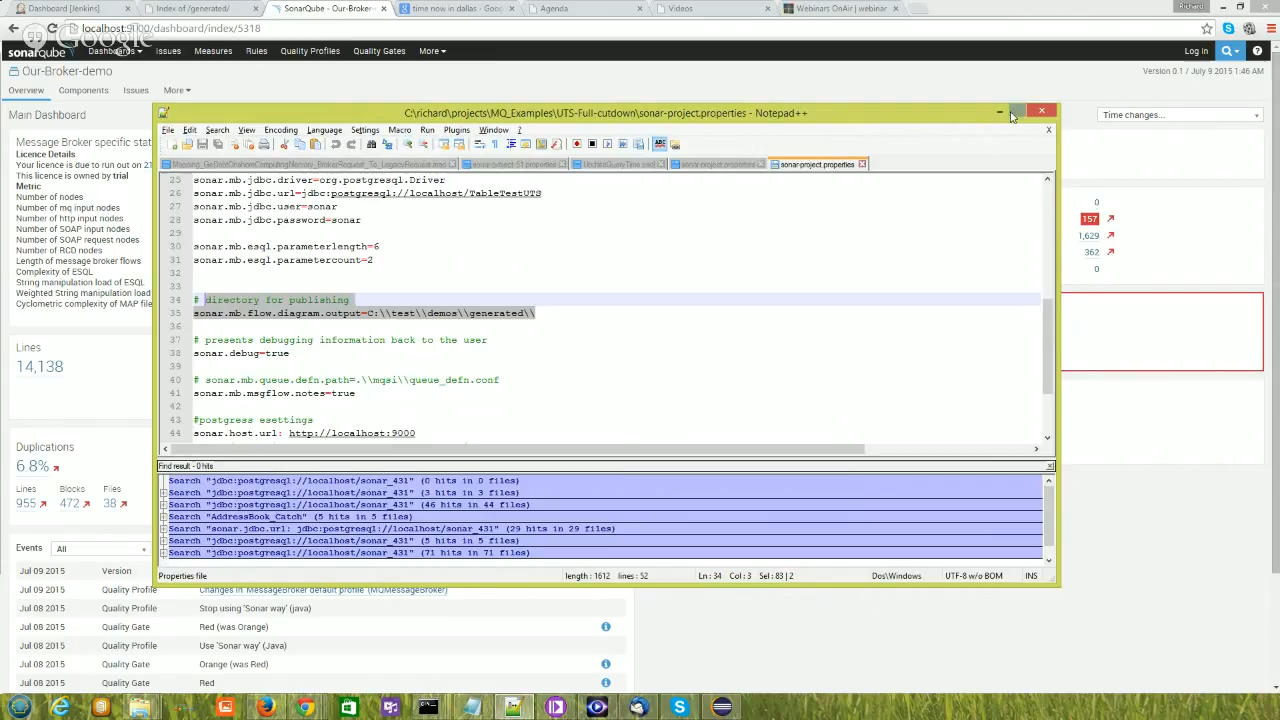 Dashboard [Jenkins]
Index of /generated/
SonarQube - Our-Broker-
time now in dallas - Goog
Agenda
Videos
Webinars OnAir | webinar
Richard
localhost:9000/dashboard/index/5318
Google
sonarqube
Dashboards
Issues
Measures
Rules
Quality Profiles
Quality Gates
More
Log in
Our-Broker-demo
Version 0.1 / July 9 2015 1:46 AM
Overview
Components
Issues
More
Main Dashboard
Time changes...
Message Broker specific stat
Licence Details
Your licence is due to run out on 21
This licence is owned by trial
Metric
Number of nodes
Number of mq input nodes
Number of http input nodes
Number of SOAP input nodes
Number of SOAP request nodes
Number of RCD nodes
Length of message broker flows
Complexity of ESQL
String manipulation load of ESQL
Weighted String manipulation load
Cyclometric complexity of MAP file
0
157
1,629
362
0
Lines
14,138
Duplications
6.8%
Lines
Blocks
Files
955
472
38
Events
All
Jul 09 2015 Version
Jul 09 2015 Quality Profile Changes in 'MessageBroker default profile' (MQMessageBroker)
Jul 08 2015 Quality Profile Stop using 'Sonar way' (java)
Jul 08 2015 Quality Gate Red (was Orange)
Jul 08 2015 Quality Profile Use 'Sonar way' (Java)
Jul 08 2015 Quality Gate Orange (was Red)
Jul 08 2015 Quality Gate Red
C:\richard\projects\MQ_Examples\UTS-Full-cutdown\sonar-project.properties - Notepad++
File Edit Search View Encoding Language Settings Macro Run Plugins Window ?
sonar-project.properties
25 sonar.mb.jdbc.driver=org.postgresql.Driver
26 sonar.mb.jdbc.url=jdbc:postgresql://localhost/TableTestUTS
27 sonar.mb.jdbc.user=sonar
28 sonar.mb.jdbc.password=sonar
29
30 sonar.mb.esql.parameterlength=6
31 sonar.mb.esql.parametercount=2
32
33
34 # directory for publishing
35 sonar.mb.flow.diagram.output=C:\\test\\demos\\generated\\
36
37 # presents debugging information back to the user
38 sonar.debug=true
39
40 # sonar.mb.queue.defn.path=.\\mqsi\\queue_defn.conf
41 sonar.mb.msgflow.notes=true
42
43 #postgress esettings
44 sonar.host.url: http://localhost:9000
Find result - 0 hits
Search "jdbc:postgresql://localhost/sonar_431" (0 hits in 0 files)
Search "jdbc:postgresql://localhost/sonar_431" (3 hits in 3 files)
Search "jdbc:postgresql://localhost/sonar_431" (46 hits in 44 files)
Search "AddressBook_Catch" (5 hits in 5 files)
Search "sonar.jdbc.url: jdbc:postgresql://localhost/sonar_431" (29 hits in 29 files)
Search "jdbc:postgresql://localhost/sonar_431" (5 hits in 5 files)
Search "jdbc:postgresql://localhost/sonar_431" (71 hits in 71 files)
Properties file
length : 1612 lines : 52
Ln : 34 Col : 3 Sel : 83 | 2
Dos\Windows
UTF-8 w/o BOM
INS